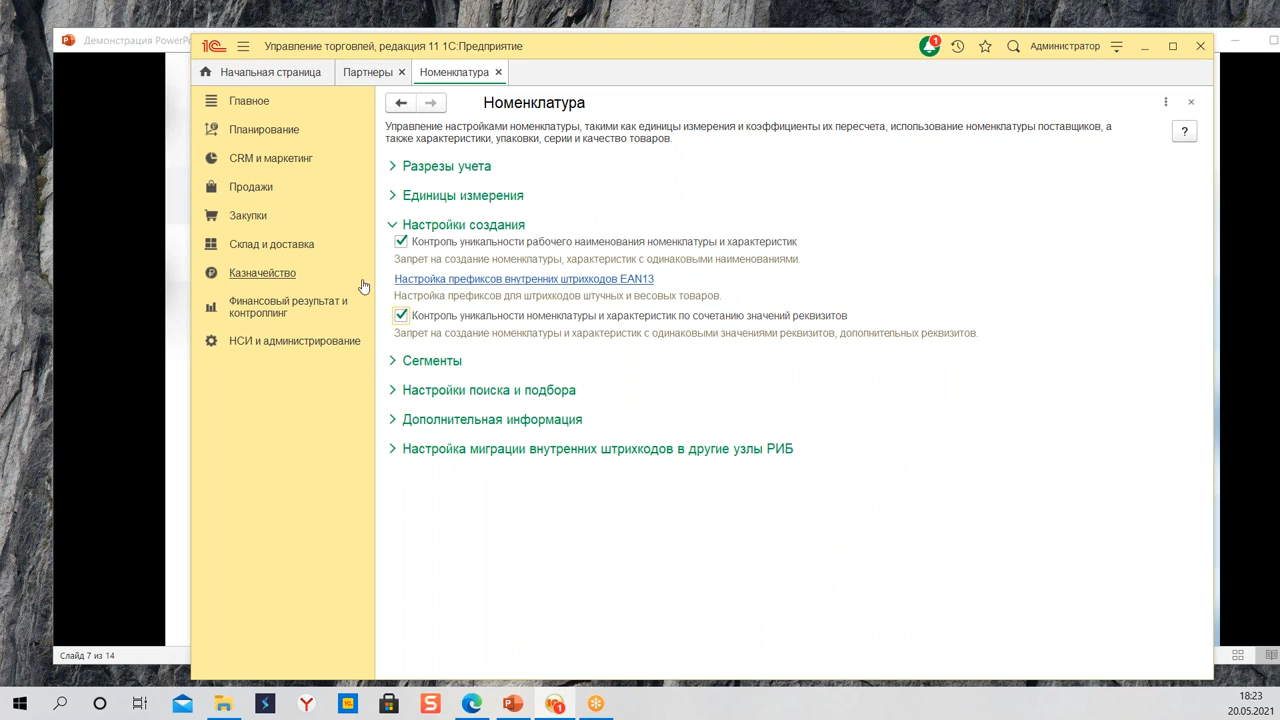 Демонстрация PowerPo
Управление торговлей, редакция 11 1С:Предприятие
1
Администратор
Начальная страница
Партнеры
Номенклатура
Главное
Планирование
CRM и маркетинг
Продажи
Закупки
Склад и доставка
Казначейство
Финансовый результат и
контроллинг
НСИ и администрирование
Номенклатура
Управление настройками номенклатуры, такими как единицы измерения и коэффициенты их пересчета, использование номенклатуры поставщиков, а
также характеристики, упаковки, серии и качество товаров.
?
Разрезы учета
Единицы измерения
Настройки создания
Контроль уникальности рабочего наименования номенклатуры и характеристик
Запрет на создание номенклатуры, характеристик с одинаковыми наименованиями.
Настройка префиксов внутренних штрихкодов EAN13
Настройка префиксов для штрихкодов штучных и весовых товаров.
Контроль уникальности номенклатуры и характеристик по сочетанию значений реквизитов
Запрет на создание номенклатуры и характеристик с одинаковыми значениями реквизитов, дополнительных реквизитов.
Сегменты
Настройки поиска и подбора
Дополнительная информация
Настройка миграции внутренних штрихкодов в другие узлы РИБ
Слайд 7 из 14
18:23
20.05.2021